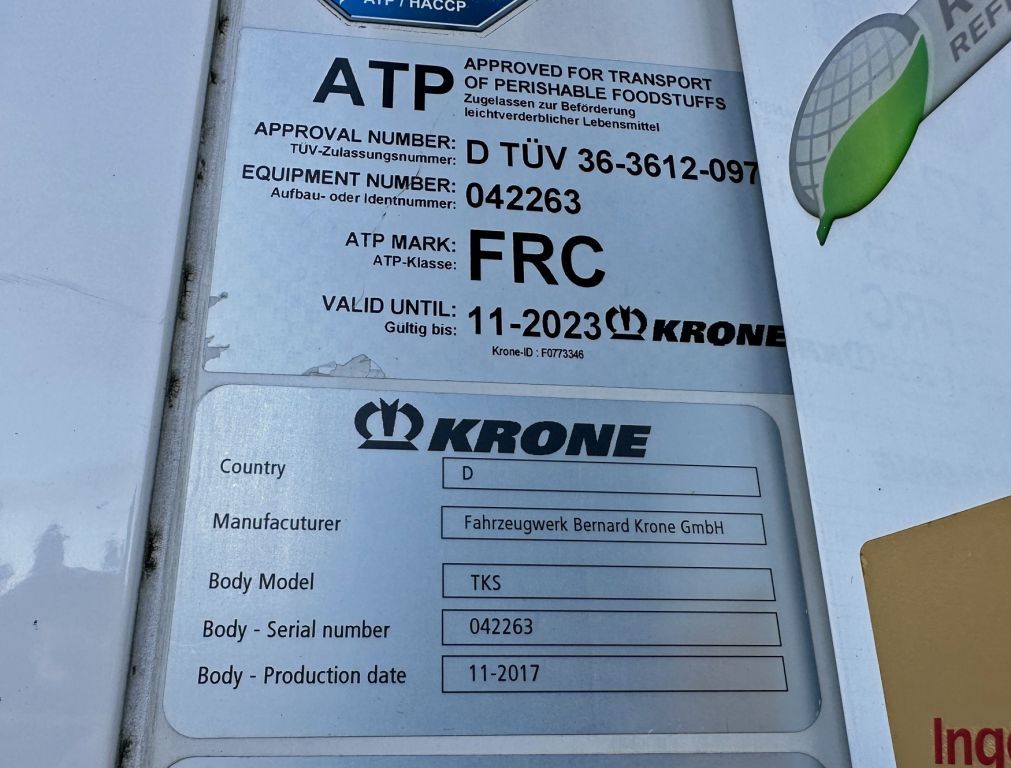 ATP / HACCP
ATP
APPROVED FOR TRANSPORT
OF PERISHABLE FOODSTUFFS
Zugelassen zur Beförderung
leichtverderblicher Lebensmittel
APPROVAL NUMBER:
TÜV-Zulassungsnummer:
D TÜV 36-3612-097
EQUIPMENT NUMBER:
Aufbau- oder Identnummer:
042263
ATP MARK:
ATP-Klasse:
FRC
VALID UNTIL:
Gültig bis:
11-2023
KRONE
Krone-ID : F0773346
KRONE
Country D
Manufacuturer Fahrzeugwerk Bernard Krone GmbH
Body Model TKS
Body - Serial number 042263
Body - Production date 11-2017